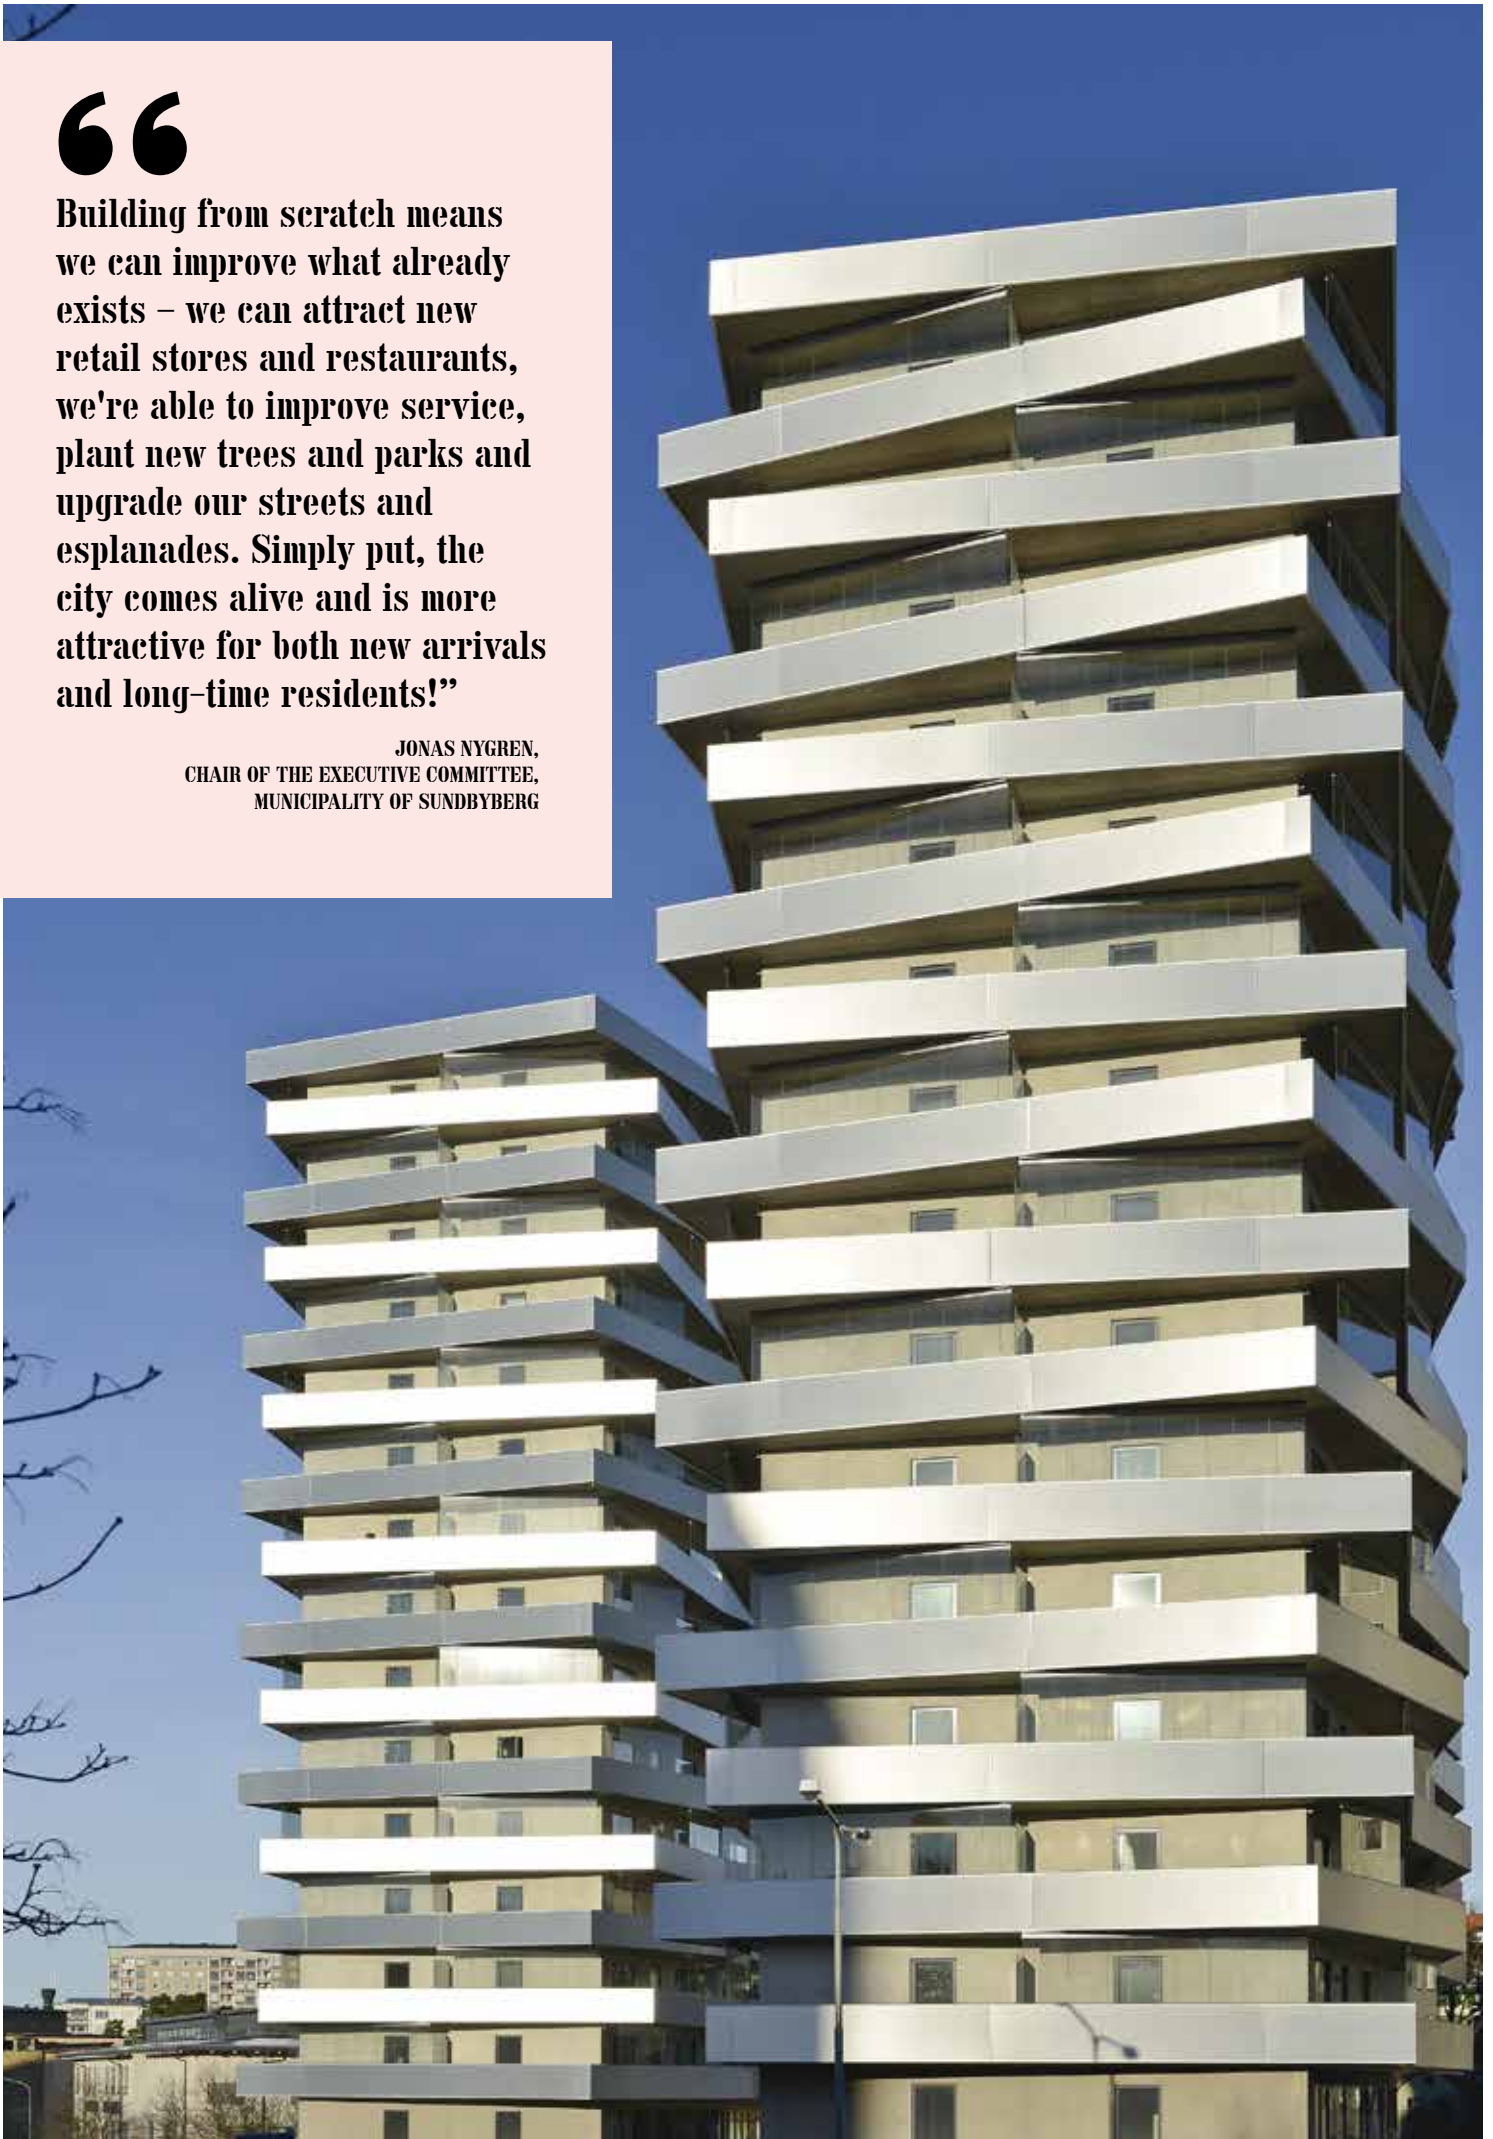 “
Building from scratch means
we can improve what already
exists – we can attract new
retail stores and restaurants,
we're able to improve service,
plant new trees and parks and
upgrade our streets and
esplanades. Simply put, the
city comes alive and is more
attractive for both new arrivals
and long-time residents!”
JONAS NYGREN,
CHAIR OF THE EXECUTIVE COMMITTEE,
MUNICIPALITY OF SUNDBYBERG